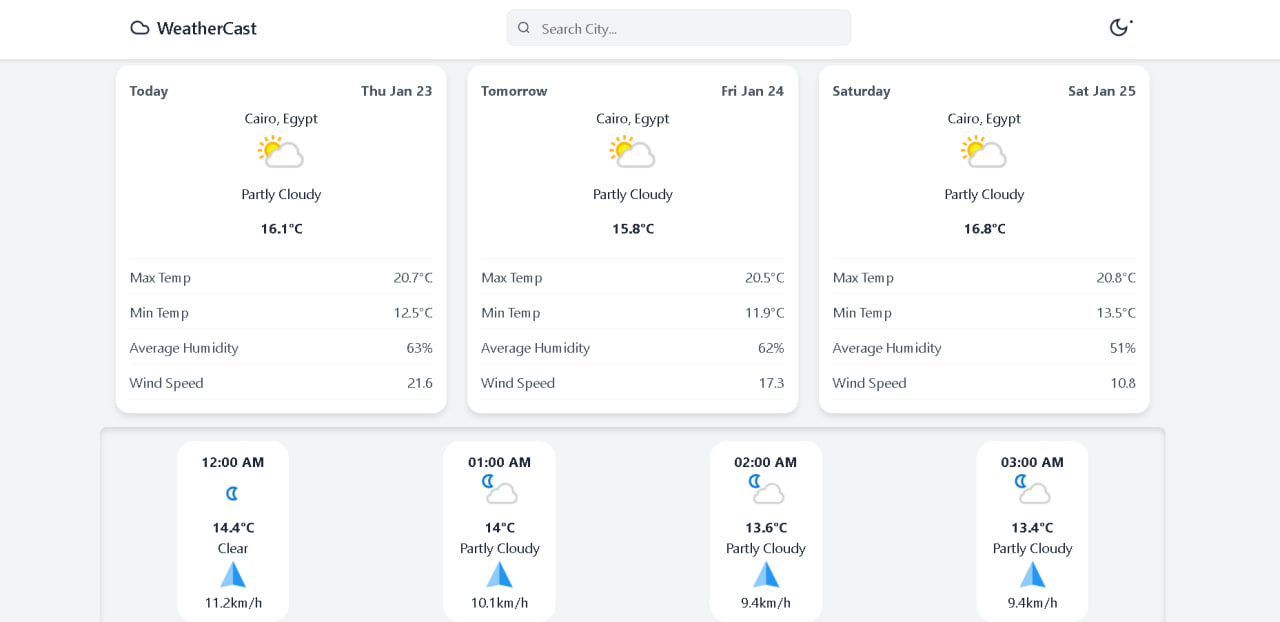 WeatherCast
Search City...
Today Thu Jan 23
Cairo, Egypt
Partly Cloudy
16.1°C
Max Temp 20.7°C
Min Temp 12.5°C
Average Humidity 63%
Wind Speed 21.6
Tomorrow Fri Jan 24
Cairo, Egypt
Partly Cloudy
15.8°C
Max Temp 20.5°C
Min Temp 11.9°C
Average Humidity 62%
Wind Speed 17.3
Saturday Sat Jan 25
Cairo, Egypt
Partly Cloudy
16.8°C
Max Temp 20.8°C
Min Temp 13.5°C
Average Humidity 51%
Wind Speed 10.8
12:00 AM
14.4°C
Clear
11.2km/h
01:00 AM
14°C
Partly Cloudy
10.1km/h
02:00 AM
13.6°C
Partly Cloudy
9.4km/h
03:00 AM
13.4°C
Partly Cloudy
9.4km/h